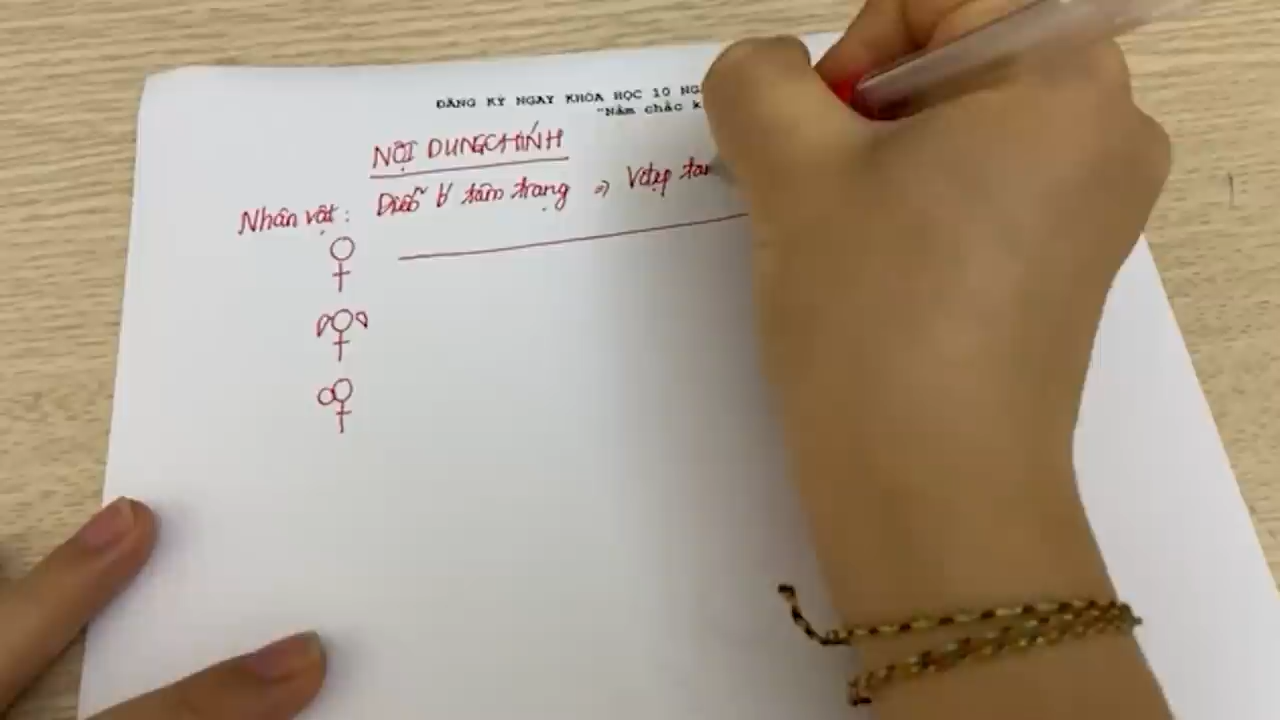 ĐĂNG KÝ NGAY KHÓA HỌC 10 NG
"Nắm chắc k
NỘI DUNG CHÍNH
Nhân vật: Diễn b' tâm trạng => Vđẹp tâm